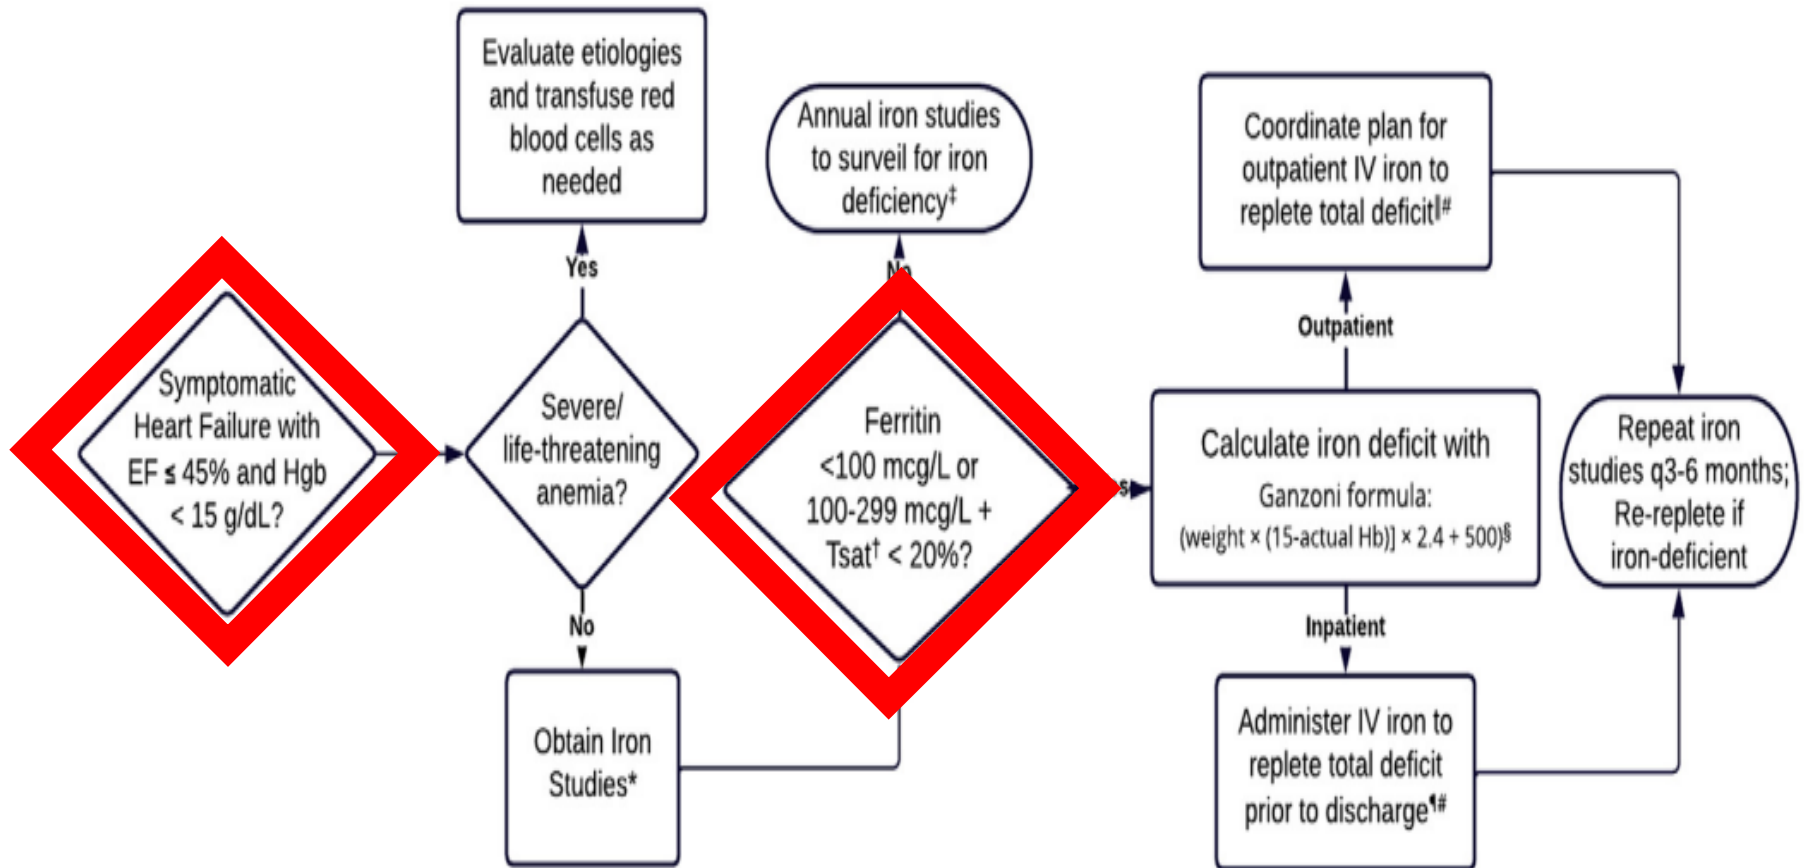 Evaluate etiologies
and transfuse red
blood cells as
needed
Annual iron studies
to surveil for iron
deficiency‡
Coordinate plan for
outpatient IV iron to
replete total deficit‖#
Yes
No
Outpatient
Symptomatic
Heart Failure with
EF ≤ 45% and Hgb
< 15 g/dL?
Severe/
life-threatening
anemia?
Ferritin
<100 mcg/L or
100-299 mcg/L +
Tsat† < 20%?
Calculate iron deficit with
Ganzoni formula:
(weight × (15-actual Hb)] × 2.4 + 500)§
Repeat iron
studies q3-6 months;
Re-replete if
iron-deficient
No
Inpatient
Obtain Iron
Studies*
Administer IV iron to
replete total deficit
prior to discharge¶#